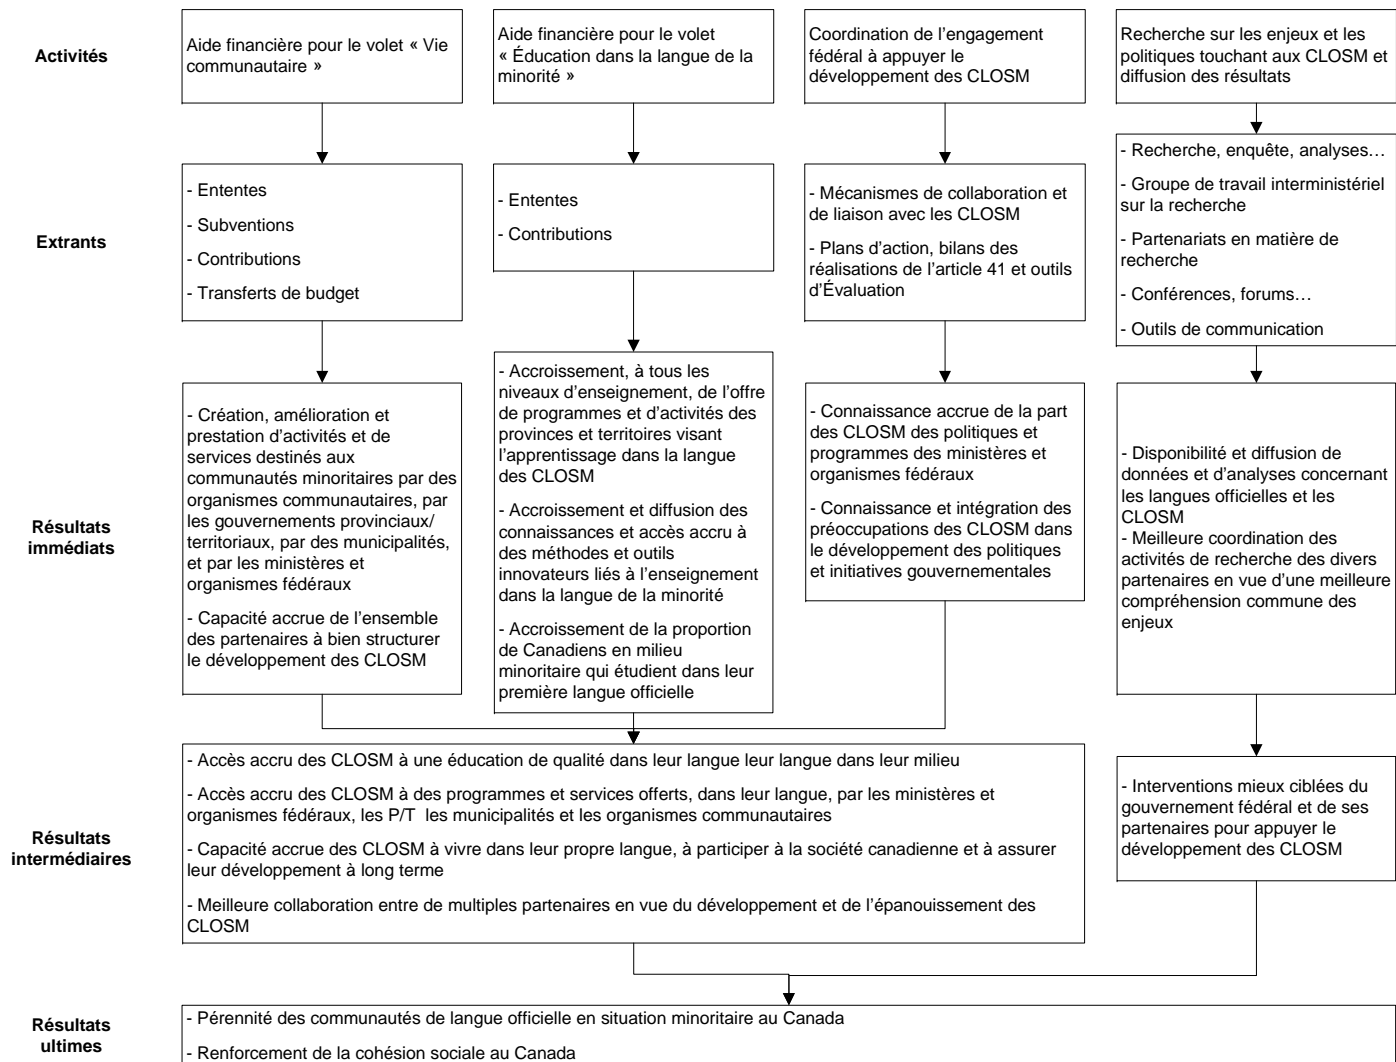 Activités
Aide financière pour le volet « Vie
communautaire »
Aide financière pour le volet
« Éducation dans la langue de la
minorité »
Coordination de l'engagement
fédéral à appuyer le
développement des CLOSM
Recherche sur les enjeux et les
politiques touchant aux CLOSM et
diffusion des résultats
Extrants
- Ententes
- Subventions
- Contributions
- Transferts de budget
- Ententes
- Contributions
- Mécanismes de collaboration et
de liaison avec les CLOSM
- Plans d'action, bilans des
réalisations de l'article 41 et outils
d'Évaluation
- Recherche, enquête, analyses…
- Groupe de travail interministériel
sur la recherche
- Partenariats en matière de
recherche
- Conférences, forums…
- Outils de communication
Résultats
immédiats
- Création, amélioration et
prestation d'activités et de
services destinés aux
communautés minoritaires par des
organismes communautaires, par
les gouvernements provinciaux/
territoriaux, par des municipalités,
et par les ministères et
organismes fédéraux
- Capacité accrue de l'ensemble
des partenaires à bien structurer
le développement des CLOSM
- Accroissement, à tous les
niveaux d'enseignement, de l'offre
de programmes et d'activités des
provinces et territoires visant
l'apprentissage dans la langue
des CLOSM
- Accroissement et diffusion des
connaissances et accès accru à
des méthodes et outils
innovateurs liés à l'enseignement
dans la langue de la minorité
- Accroissement de la proportion
de Canadiens en milieu
minoritaire qui étudient dans leur
première langue officielle
- Connaissance accrue de la part
des CLOSM des politiques et
programmes des ministères et
organismes fédéraux
- Connaissance et intégration des
préoccupations des CLOSM dans
le développement des politiques
et initiatives gouvernementales
- Disponibilité et diffusion de
données et d'analyses concernant
les langues officielles et les
CLOSM
- Meilleure coordination des
activités de recherche des divers
partenaires en vue d'une meilleure
compréhension commune des
enjeux
Résultats
intermédiaires
- Accès accru des CLOSM à une éducation de qualité dans leur langue leur langue dans leur milieu
- Accès accru des CLOSM à des programmes et services offerts, dans leur langue, par les ministères et
organismes fédéraux, les P/T  les municipalités et les organismes communautaires
- Capacité accrue des CLOSM à vivre dans leur propre langue, à participer à la société canadienne et à assurer
leur développement à long terme
- Meilleure collaboration entre de multiples partenaires en vue du développement et de l'épanouissement des
CLOSM
- Interventions mieux ciblées du
gouvernement fédéral et de ses
partenaires pour appuyer le
développement des CLOSM
Résultats
ultimes
- Pérennité des communautés de langue officielle en situation minoritaire au Canada
- Renforcement de la cohésion sociale au Canada